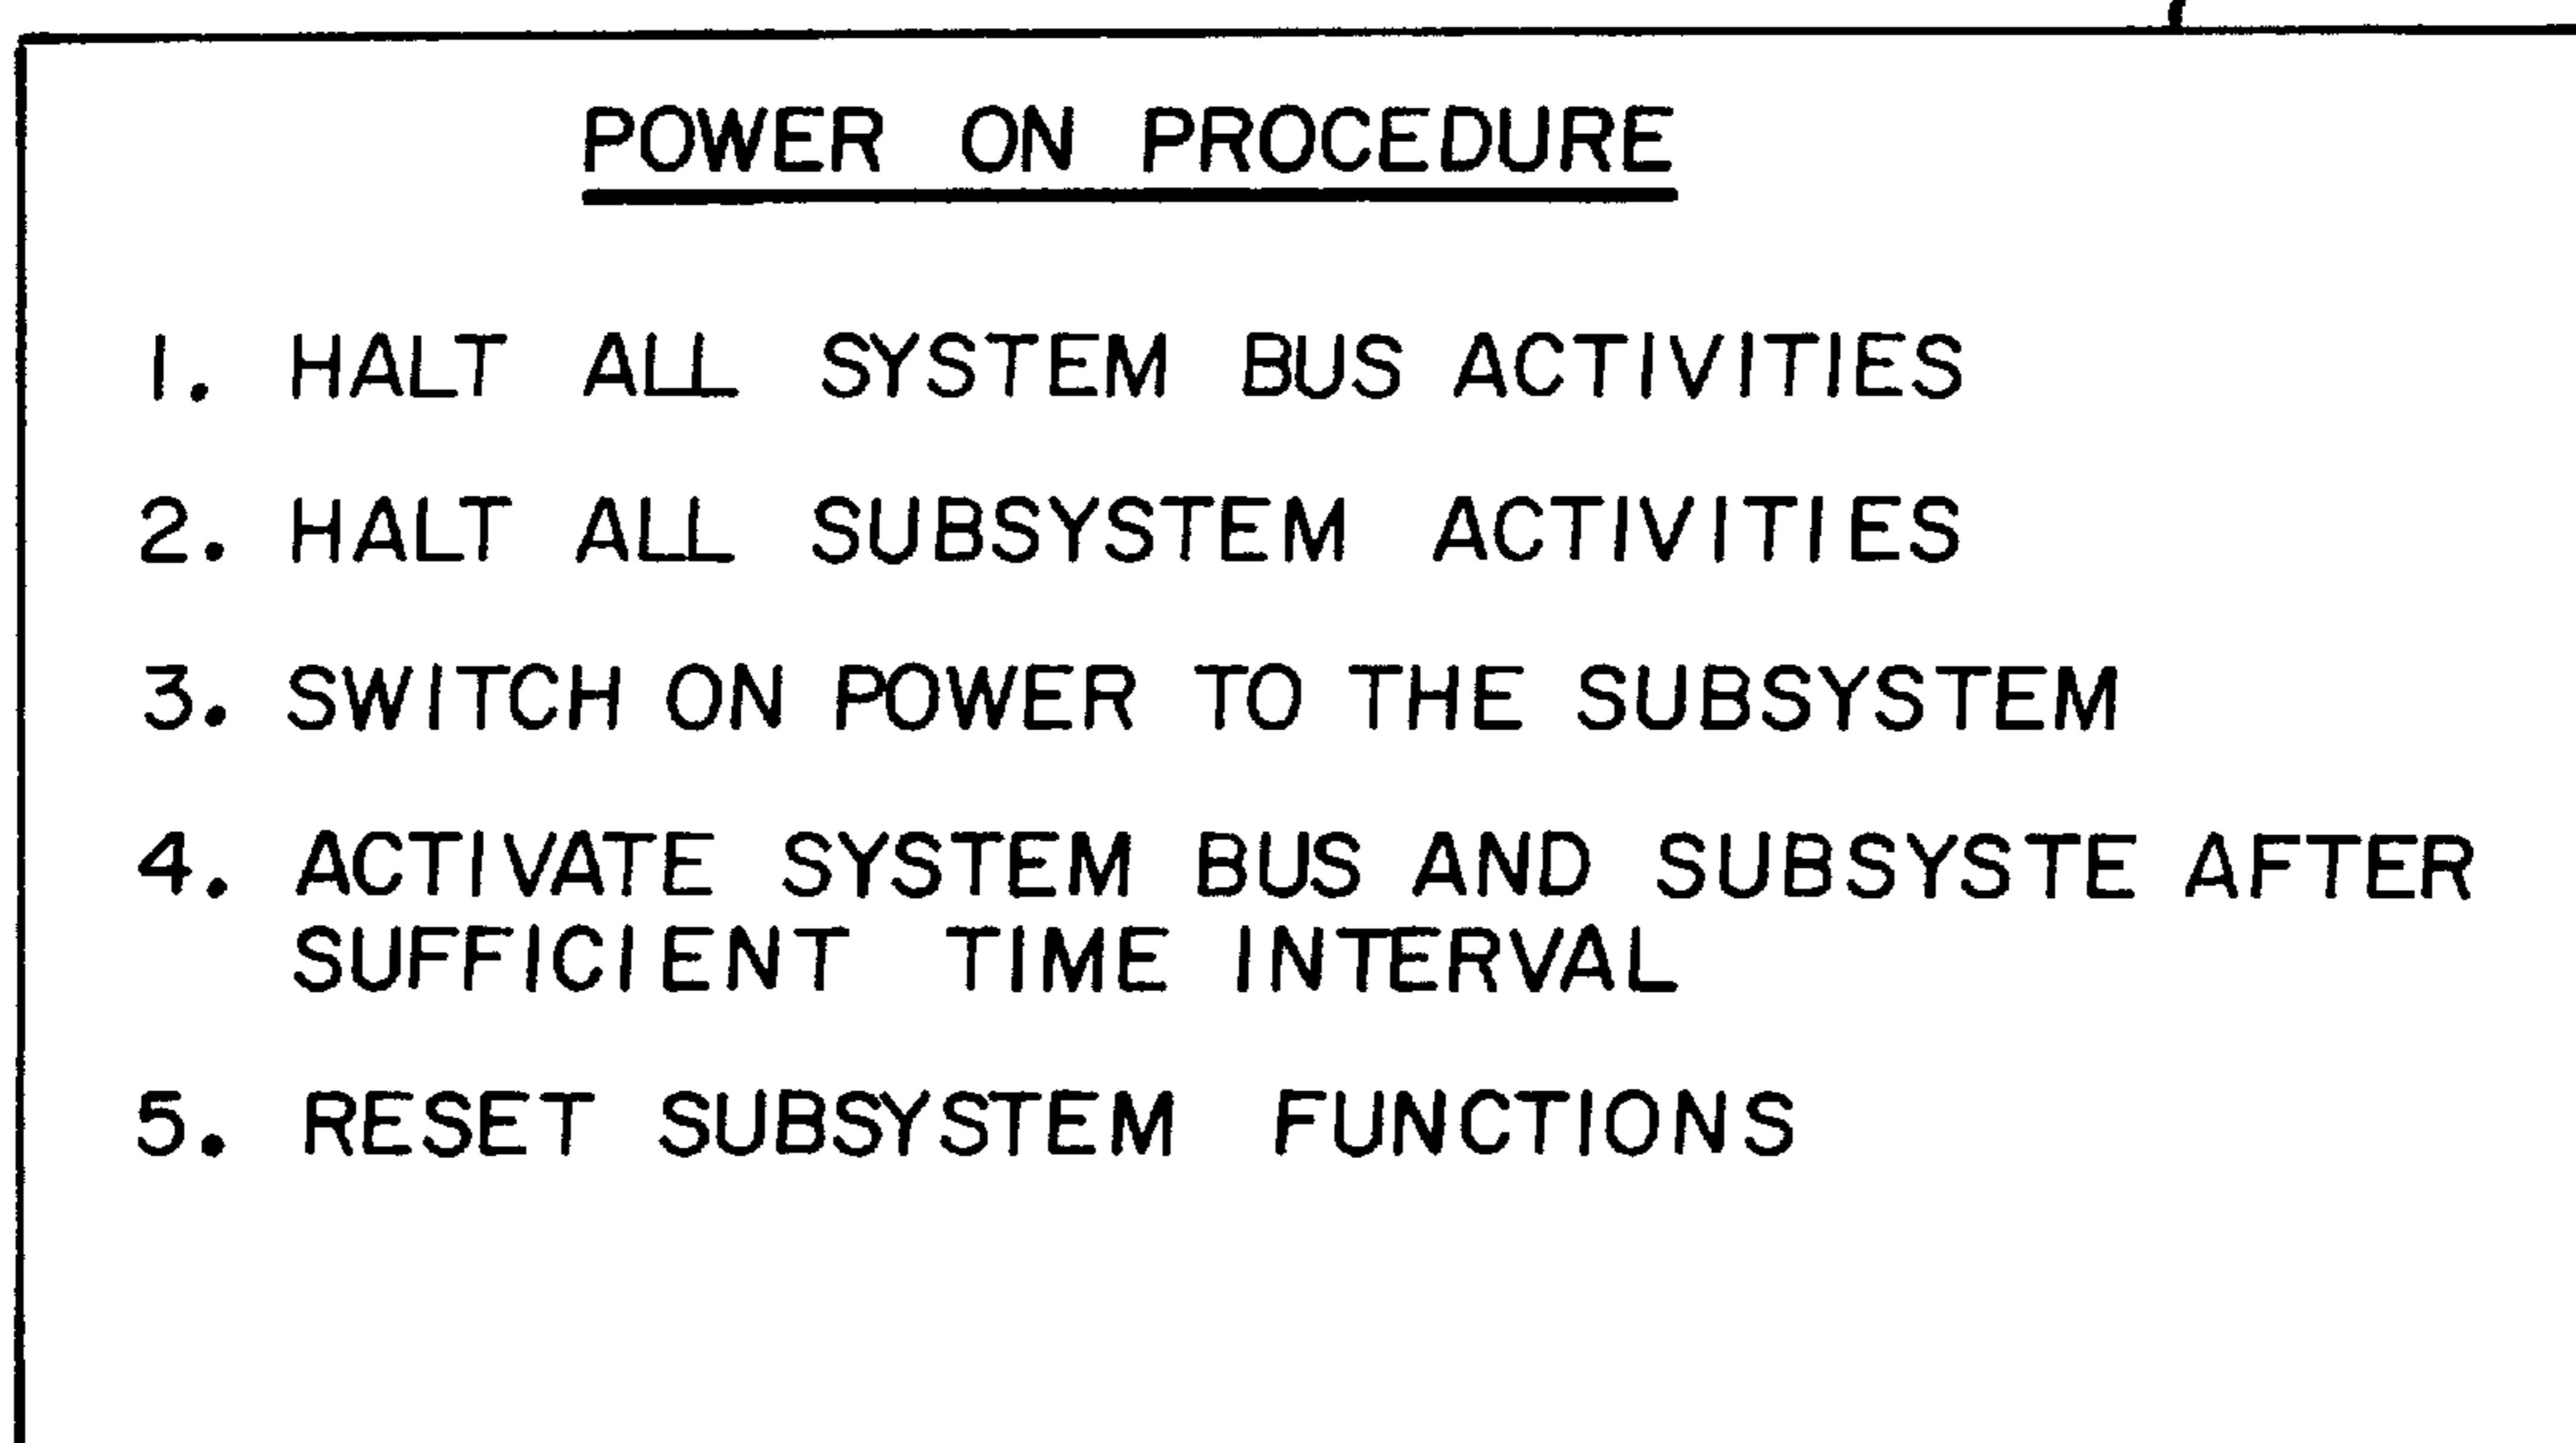 POWER ON PROCEDURE
1. HALT ALL SYSTEM BUS ACTIVITIES
2. HALT ALL SUBSYSTEM ACTIVITIES
3. SWITCH ON POWER TO THE SUBSYSTEM
4. ACTIVATE SYSTEM BUS AND SUBSYSTE AFTER
SUFFICIENT TIME INTERVAL
5. RESET SUBSYSTEM FUNCTIONS